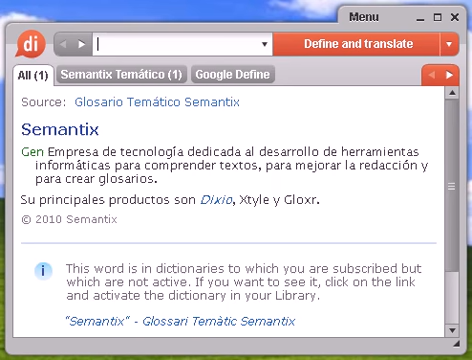 Menu
di
Define and translate
All (1) Semantix Temático (1) Google Define
Source: Glosario Temático Semantix
Semantix
Gen Empresa de tecnología dedicada al desarrollo de herramientas
informáticas para comprender textos, para mejorar la redacción y
para crear glosarios.
Su principales productos son Dixio, Xtyle y Gloxr.
© 2010 Semantix
i
This word is in dictionaries to which you are subscribed but
which are not active. If you want to see it, click on the link
and activate the dictionary in your Library.
"Semantix" - Glossari Temàtic Semantix